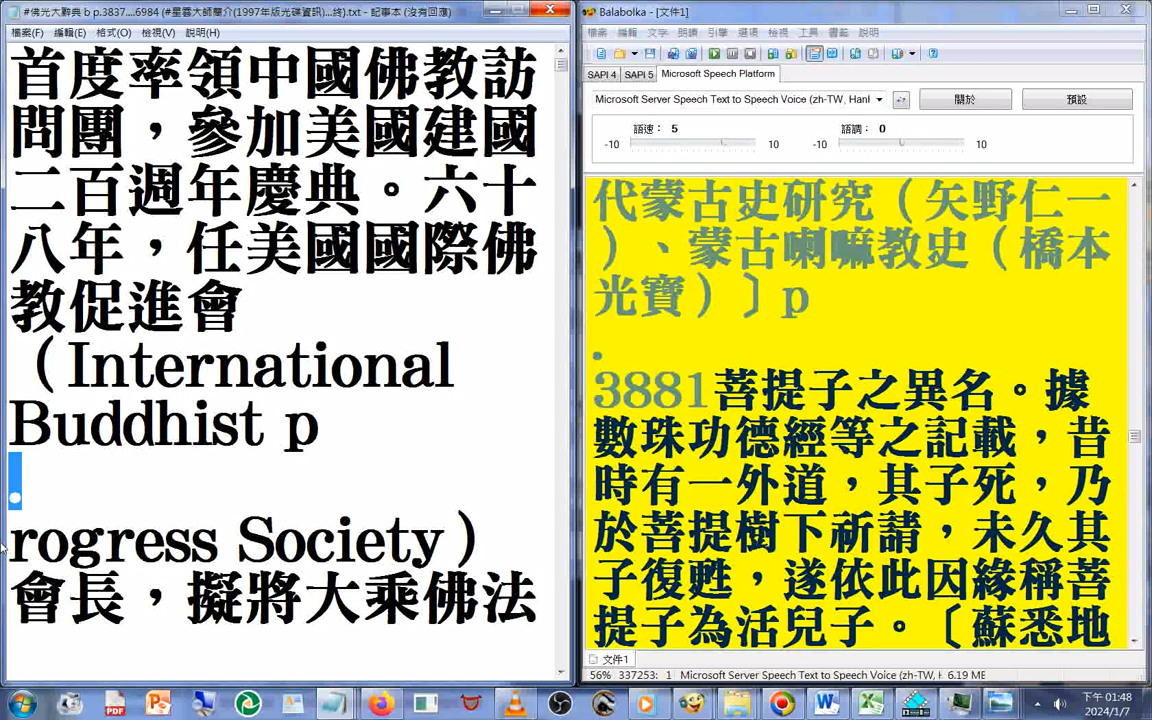 #佛光大辭典 b p.3837....6984 (#星雲大師簡介(1997年版光碟資訊)...終).txt - 記事本 (沒有回應)
檔案(F) 編輯(E) 格式(O) 檢視(V) 說明(H)
首度率領中國佛教訪
問團，參加美國建國
二百週年慶典。六十
八年，任美國國際佛
教促進會
（International
Buddhist p
.
rogress Society）
會長，擬將大乘佛法
Balabolka - [文件1]
檔案 編輯 文字 朗讀 引擎 選項 檢視 工具 書籤 說明
SAPI 4 SAPI 5 Microsoft Speech Platform
Microsoft Server Speech Text to Speech Voice (zh-TW, Hanl
關於 預設
語速： 5 語調： 0
-10 10 -10 10
代蒙古史研究（矢野仁一
）、蒙古喇嘛教史（橋本
光寶）〕p
.
3881菩提子之異名。據
數珠功德經等之記載，昔
時有一外道，其子死，乃
於菩提樹下祈請，未久其
子復甦，遂依此因緣稱菩
提子為活兒子。〔蘇悉地
文件1
56% 337253: 1 Microsoft Server Speech Text to Speech Voice (zh-TW, H 6.19 ME
下午 01:48
2024/1/7